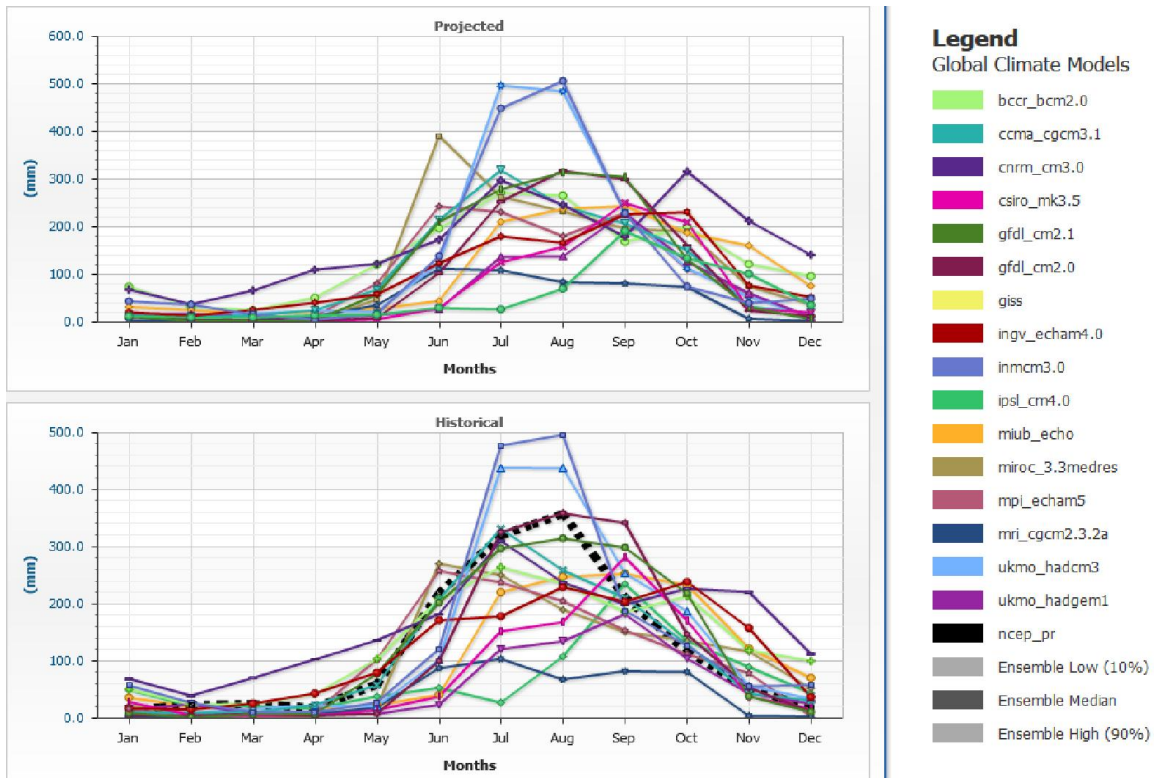 Projected
600.0
500.0
400.0
300.0
200.0
100.0
0.0
(mm)
Jan Feb Mar Apr May Jun Jul Aug Sep Oct Nov Dec
Months
Historical
500.0
400.0
300.0
200.0
100.0
0.0
(mm)
Jan Feb Mar Apr May Jun Jul Aug Sep Oct Nov Dec
Months
Legend
Global Climate Models
bccr_bcm2.0
ccma_cgcm3.1
cnrm_cm3.0
csiro_mk3.5
gfdl_cm2.1
gfdl_cm2.0
giss
ingv_echam4.0
inmcm3.0
ipsl_cm4.0
miub_echo
miroc_3.3medres
mpi_echam5
mri_cgcm2.3.2a
ukmo_hadcm3
ukmo_hadgem1
ncep_pr
Ensemble Low (10%)
Ensemble Median
Ensemble High (90%)